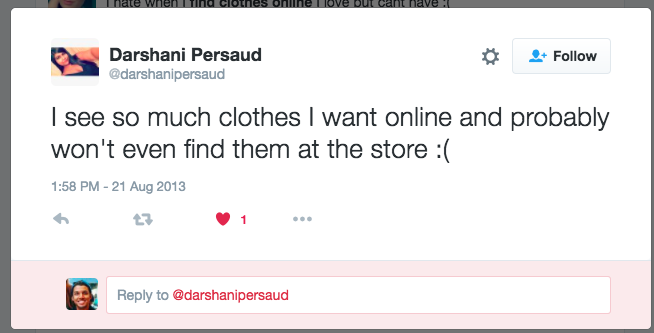 I hate when I find clothes online I love but cant have :(
Darshani Persaud
@darshanipersaud
Follow
I see so much clothes I want online and probably
won't even find them at the store :(
1:58 PM - 21 Aug 2013
1
Reply to @darshanipersaud